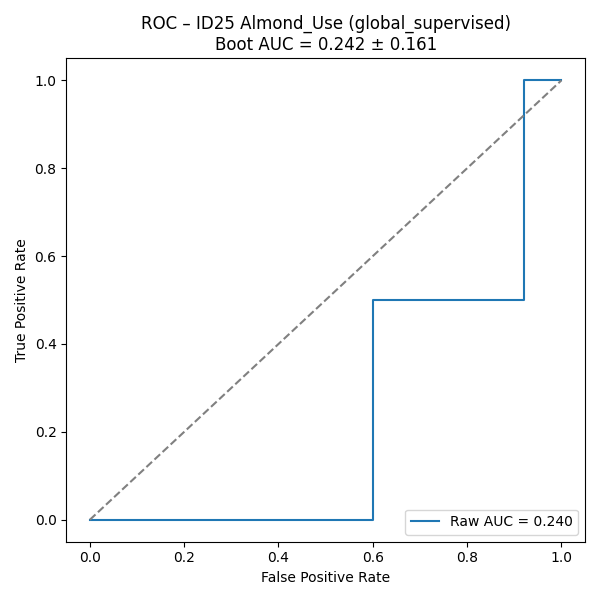 ROC – ID25 Almond_Use (global_supervised)
Boot AUC = 0.242 ± 0.161
True Positive Rate
1.0
0.8
0.6
0.4
0.2
0.0
Raw AUC = 0.240
0.0 0.2 0.4 0.6 0.8 1.0
False Positive Rate